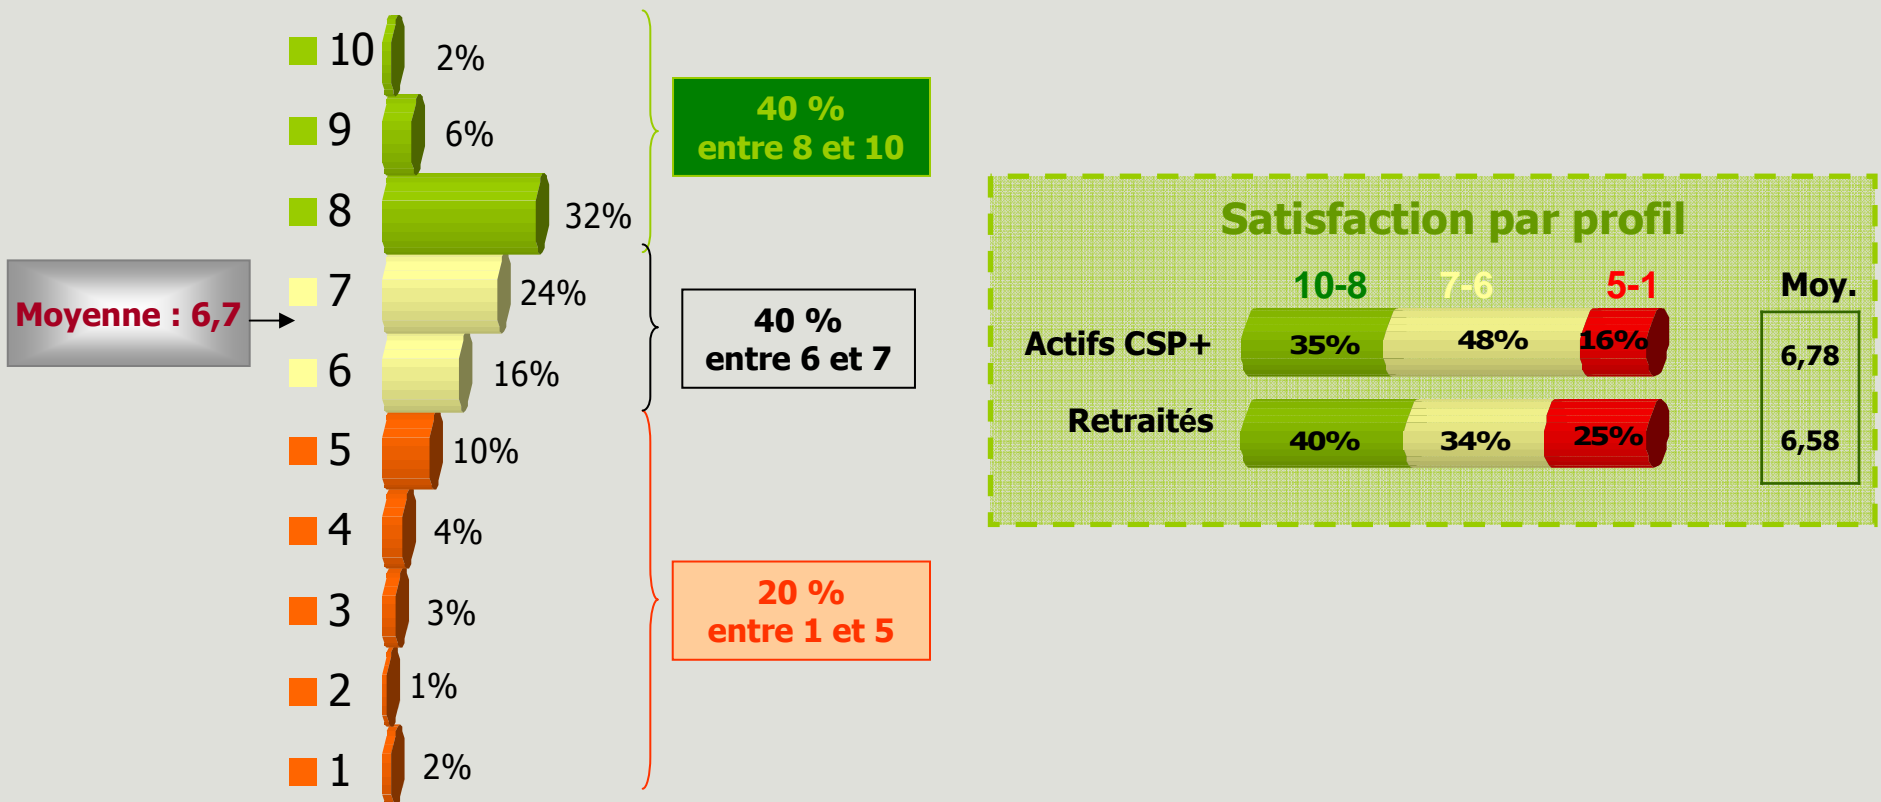 10 2%
9 6%
8 32%
7 24%
6 16%
5 10%
4 4%
3 3%
2 1%
1 2%
Moyenne : 6,7
40 %
entre 8 et 10
40 %
entre 6 et 7
20 %
entre 1 et 5
Satisfaction par profil
10-8 7-6 5-1 Moy.
Actifs CSP+ 35% 48% 16% 6,78
Retraités 40% 34% 25% 6,58